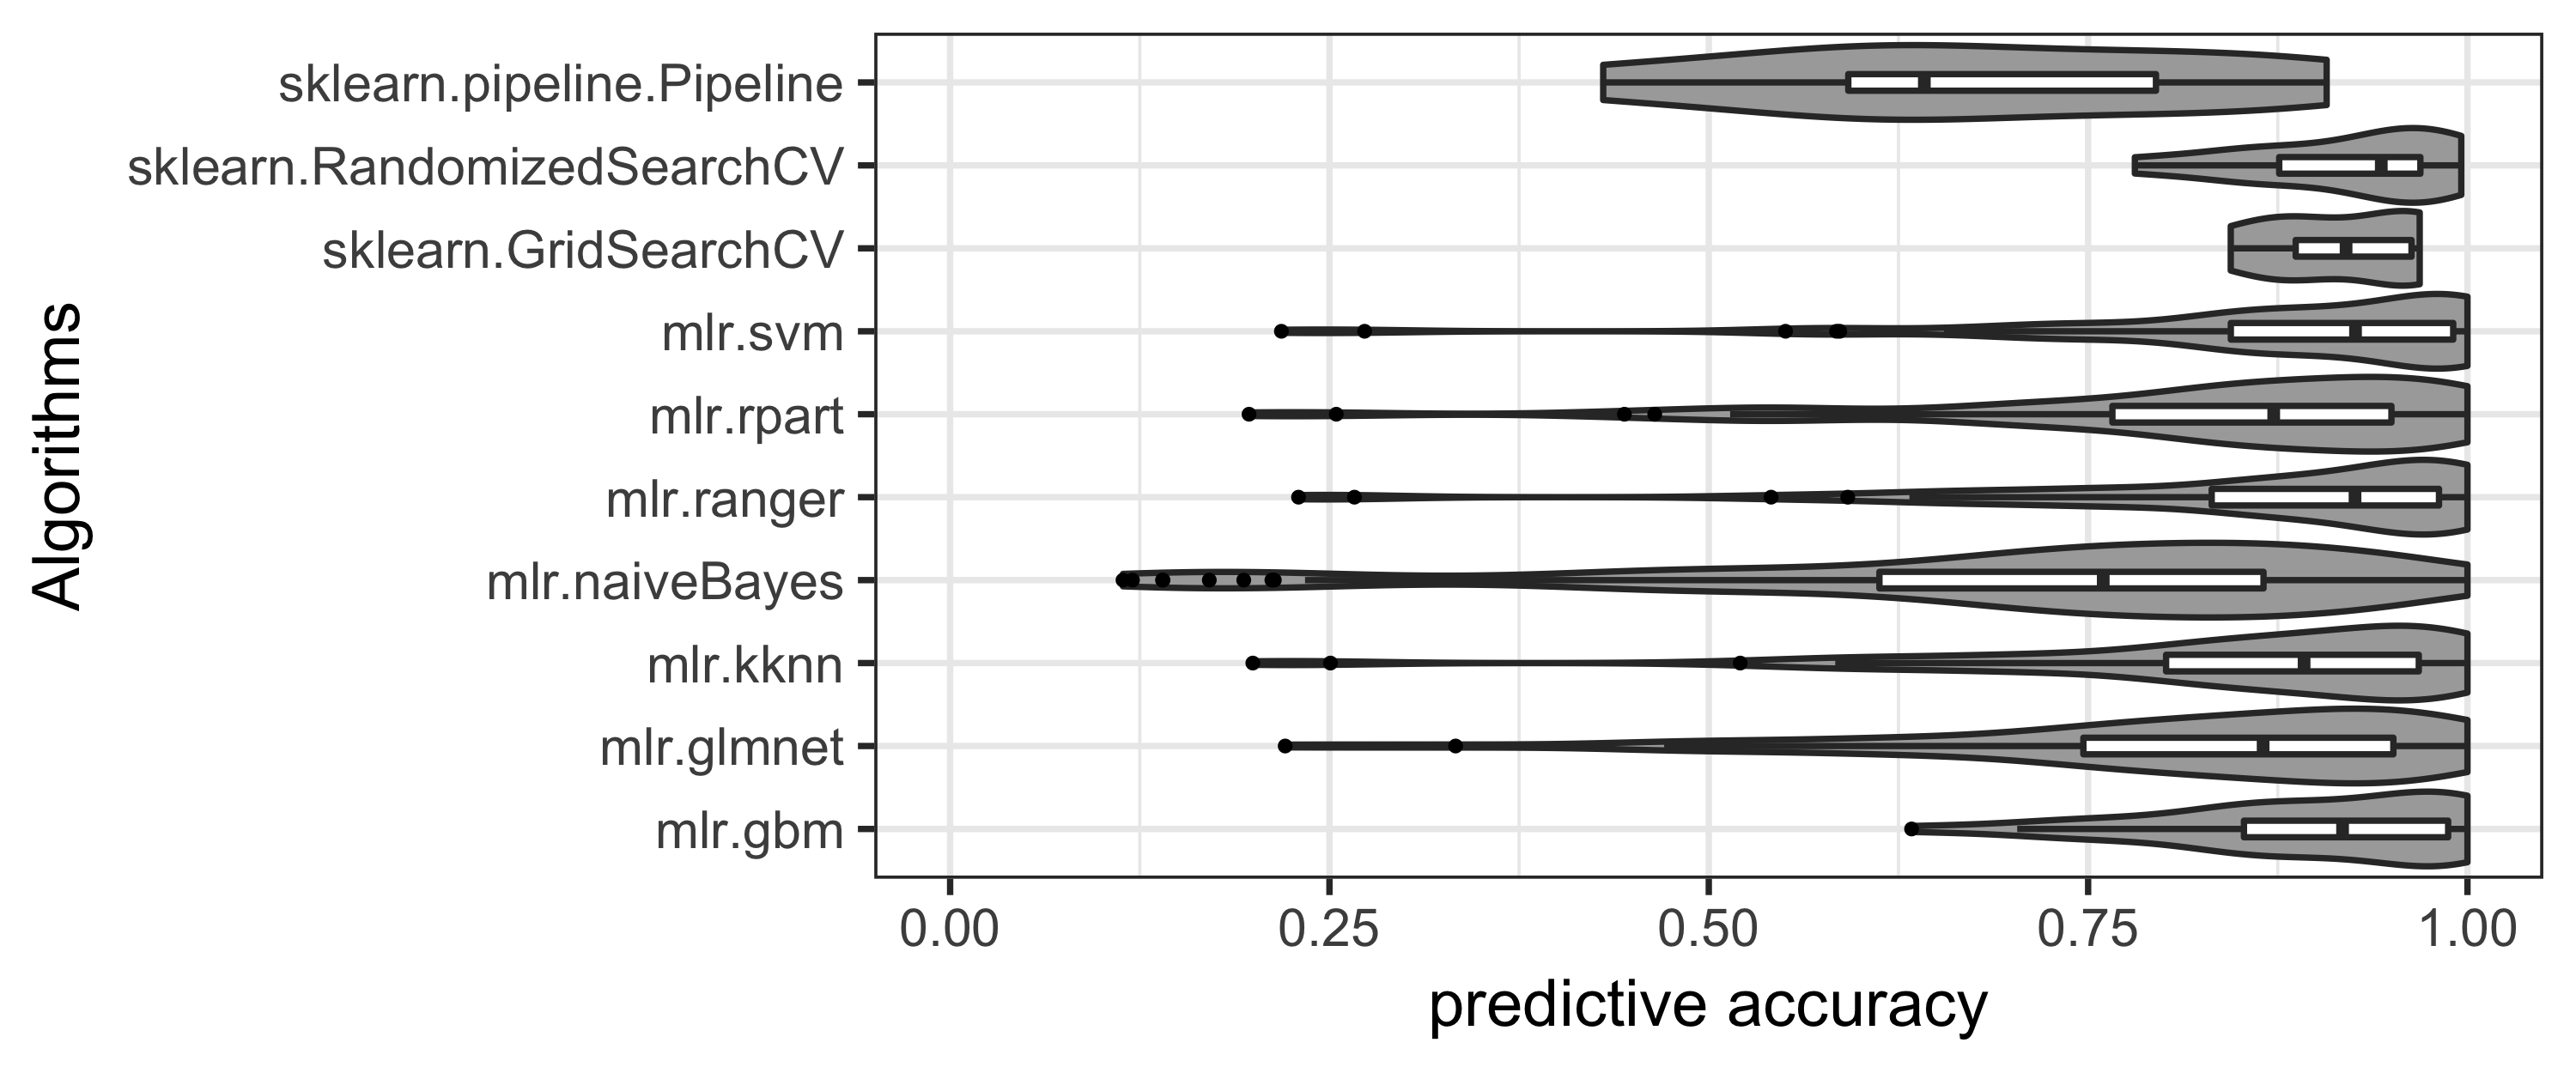 Algorithms
sklearn.pipeline.Pipeline
sklearn.RandomizedSearchCV
sklearn.GridSearchCV
mlr.svm
mlr.rpart
mlr.ranger
mlr.naiveBayes
mlr.kknn
mlr.glmnet
mlr.gbm
0.00 0.25 0.50 0.75 1.00
predictive accuracy